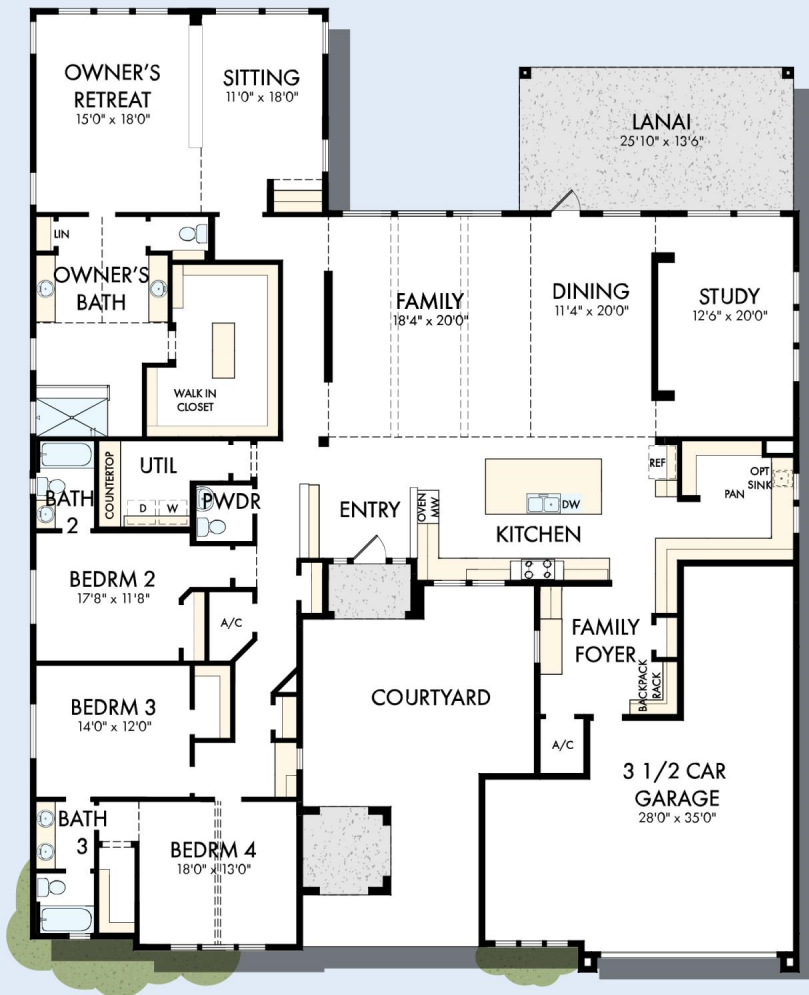 OWNER'S
RETREAT
15'0" x 18'0"
SITTING
11'0" x 18'0"
LANAI
25'10" x 13'6"
LIN
OWNER'S
BATH
WALK IN
CLOSET
FAMILY
18'4" x 20'0"
DINING
11'4" x 20'0"
STUDY
12'6" x 20'0"
COUNTERTOP
UTIL
D
W
PWDR
BATH
2
ENTRY
OVEN
MW
DW
KITCHEN
REF
PAN
OPT
SINK
BEDRM 2
17'8" x 11'8"
A/C
FAMILY
FOYER
BACKPACK
RACK
A/C
COURTYARD
BEDRM 3
14'0" x 12'0"
3 1/2 CAR
GARAGE
28'0" x 35'0"
BATH
3
BEDRM 4
18'0" x 13'0"